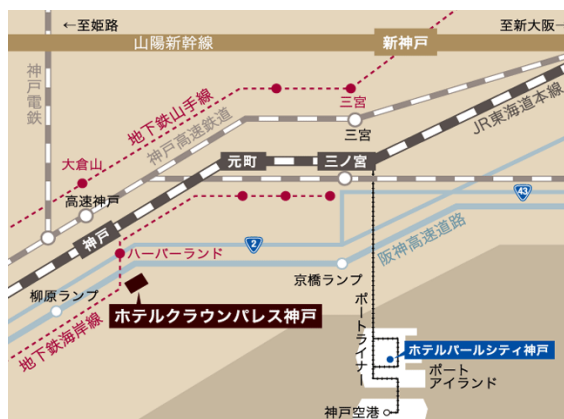 ←至姫路
至新大阪→
山陽新幹線
新神戸
神戸電鉄
地下鉄山手線
三宮
神戸高速鉄道
三宮
JR東海道本線
大倉山
元町
三ノ宮
高速神戸
43
神戸
ハーバーランド
2
阪神高速道路
京橋ランプ
柳原ランプ
ホテルクラウンパレス神戸
地下鉄海岸線
ポートライナー
ホテルパールシティ神戸
ポート
アイランド
神戸空港